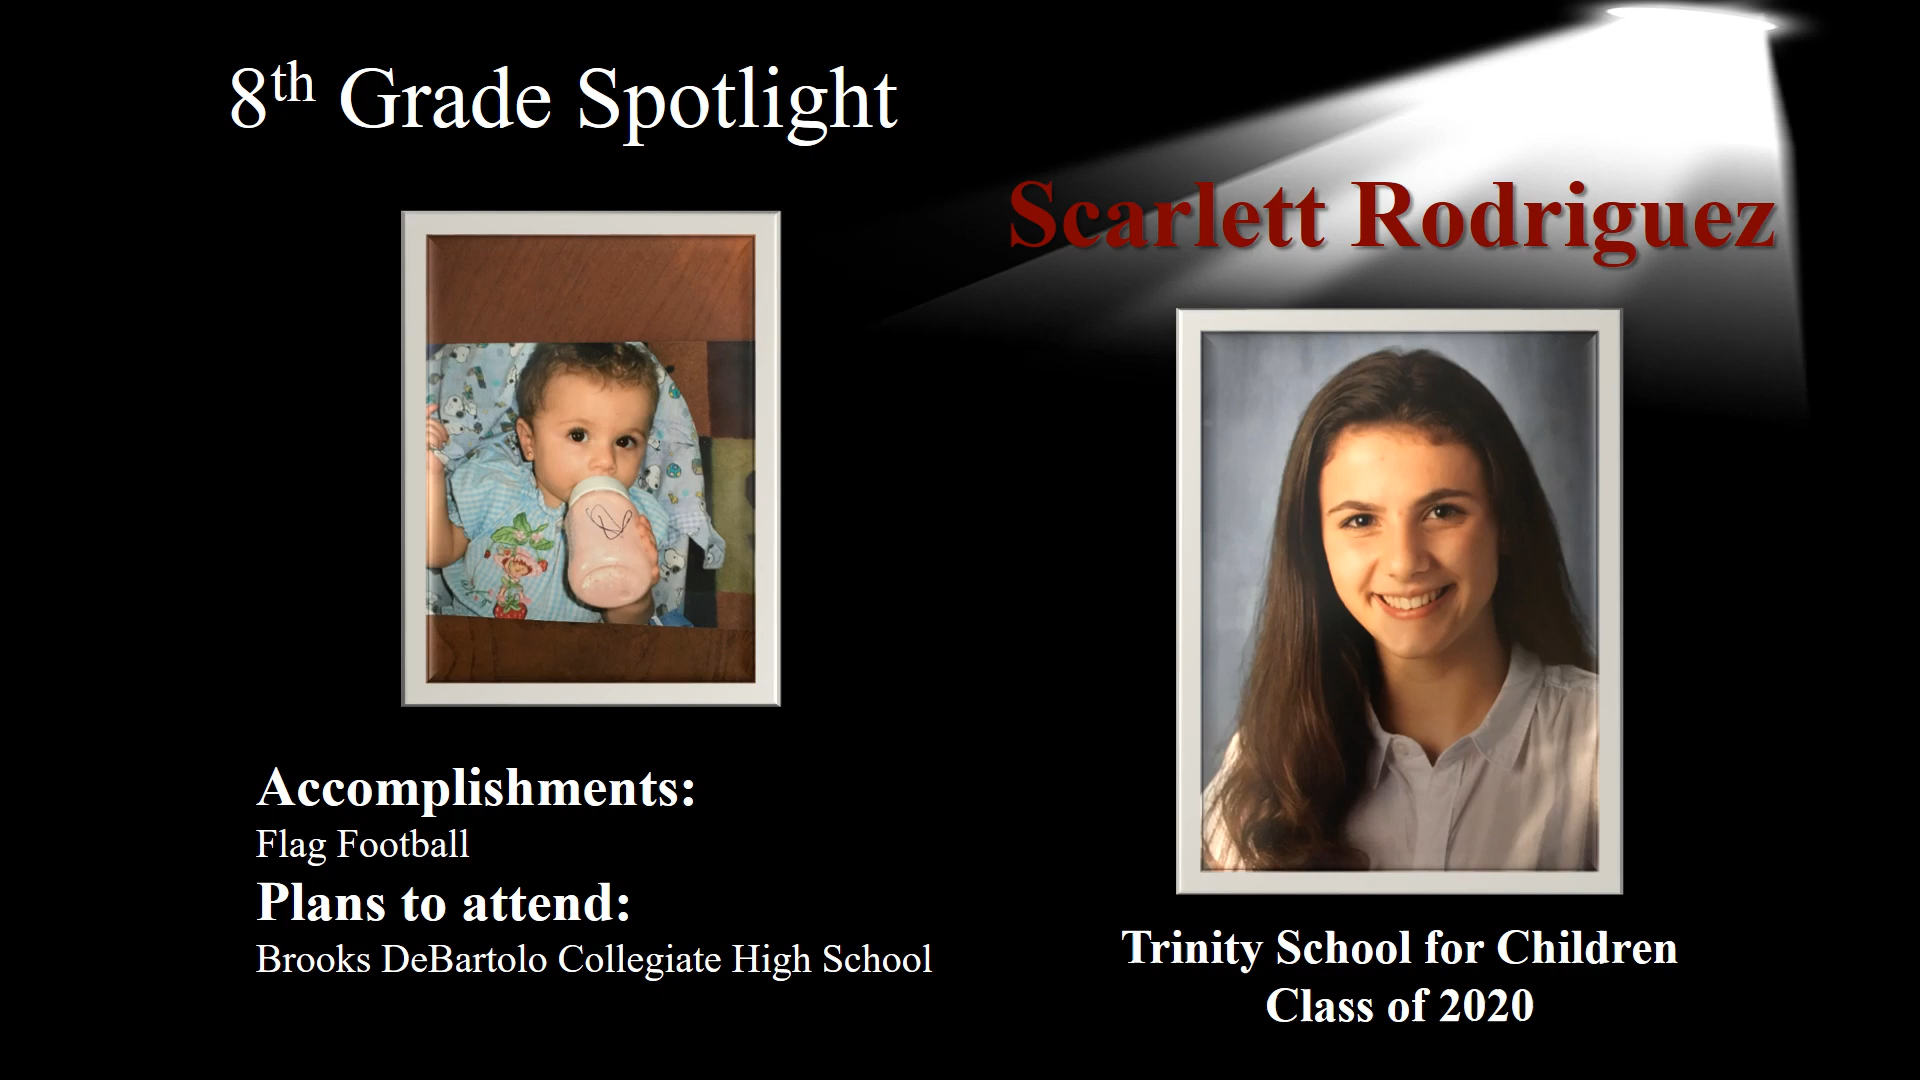 8th Grade Spotlight
Scarlett Rodriguez
Accomplishments:
Flag Football
Plans to attend:
Brooks DeBartolo Collegiate High School
Trinity School for Children
Class of 2020